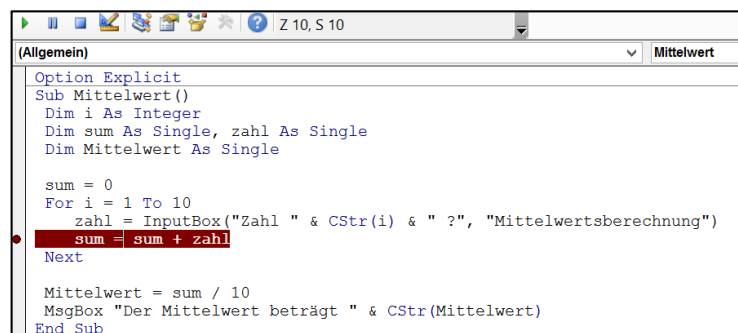 Z 10, S 10
(Allgemein) Mittelwert
Option Explicit
Sub Mittelwert()
Dim i As Integer
Dim sum As Single, zahl As Single
Dim Mittelwert As Single
sum = 0
For i = 1 To 10
zahl = InputBox("Zahl " & CStr(i) & " ?", "Mittelwertsberechnung")
sum = sum + zahl
Next
Mittelwert = sum / 10
MsgBox "Der Mittelwert beträgt " & CStr(Mittelwert)
End Sub